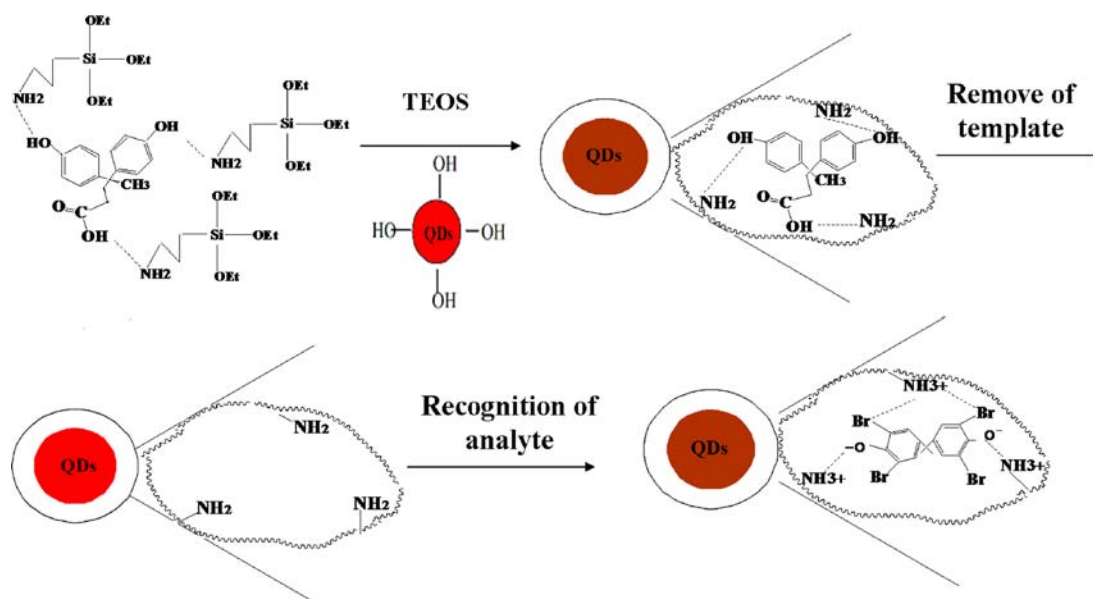 OEt
Si
OEt
OEt
NH2
HO
OH
CH3
O
OH
OEt
Si
OEt
OEt
NH2
OEt
Si
OEt
OEt
NH2
TEOS
OH
HO
QDs
OH
OH
QDs
NH2
OH
OH
CH3
NH2
O
OH
NH2
Remove of
template
QDs
NH2
NH2
NH2
Recognition of
analyte
QDs
NH3+
Br
Br
−O
O−
NH3+
Br
Br
NH3+